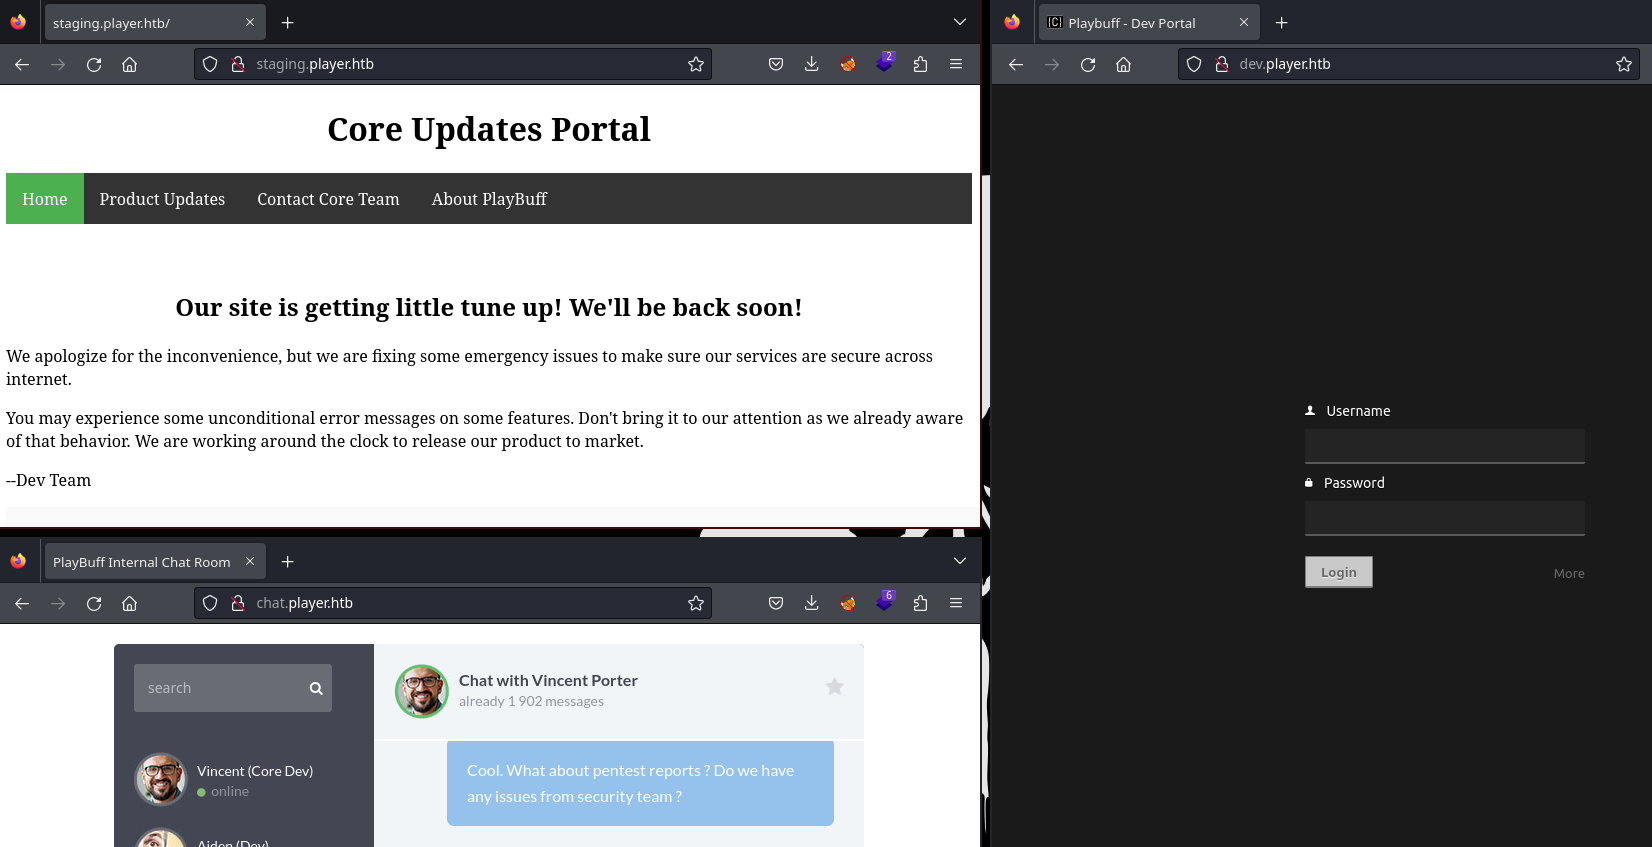 staging.player.htb/
staging.player.htb
2
Core Updates Portal
Home
Product Updates
Contact Core Team
About PlayBuff
Our site is getting little tune up! We'll be back soon!
We apologize for the inconvenience, but we are fixing some emergency issues to make sure our services are secure across
internet.
You may experience some unconditional error messages on some features. Don't bring it to our attention as we already aware
of that behavior. We are working around the clock to release our product to market.
--Dev Team
PlayBuff Internal Chat Room
chat.player.htb
6
search
Vincent (Core Dev)
online
Aiden (Dev)
Chat with Vincent Porter
already 1 902 messages
Cool. What about pentest reports ? Do we have
any issues from security team ?
[C] Playbuff - Dev Portal
dev.player.htb
Username
Password
Login
More